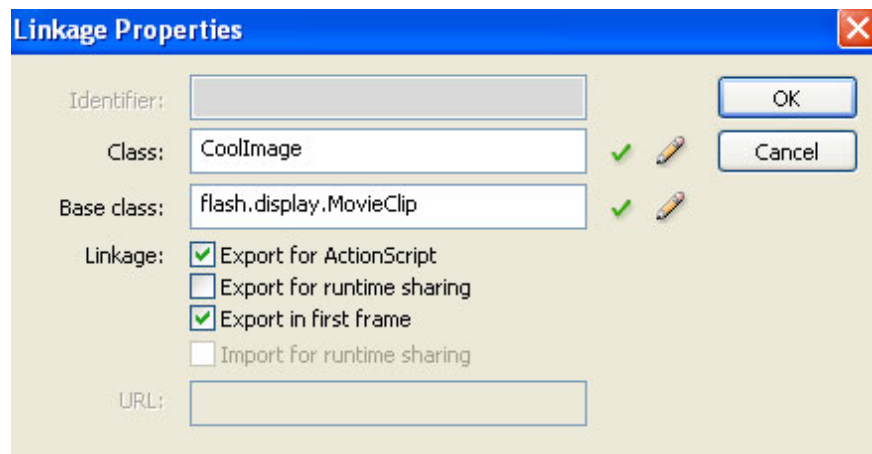 Linkage Properties
Identifier:
OK
Class: CoolImage
Cancel
Base class: flash.display.MovieClip
Linkage: Export for ActionScript
Export for runtime sharing
Export in first frame
Import for runtime sharing
URL: